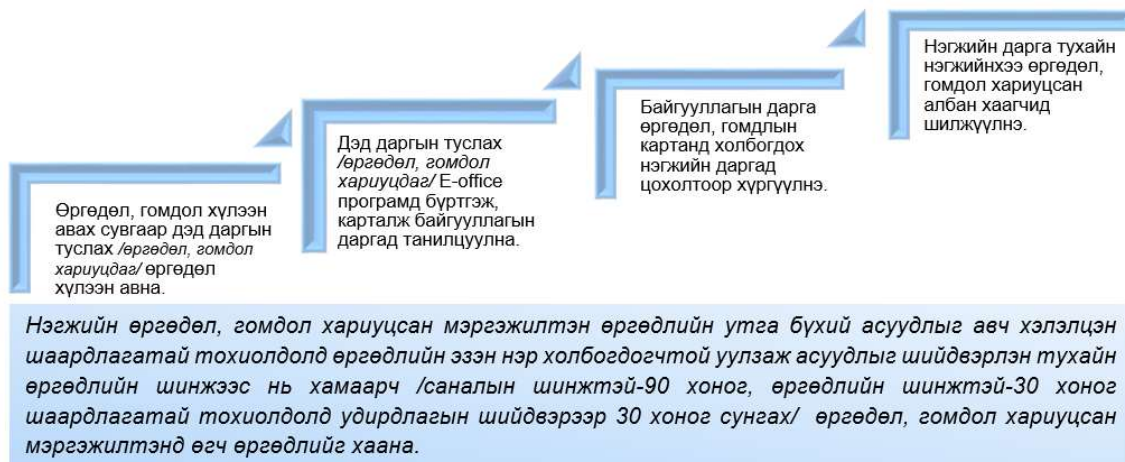 Өргөдөл, гомдол хүлээн
авах сувгаар дэд даргын
туслах /өргөдөл, гомдол
хариуцдаг/ өргөдөл
хүлээн авна.
Дэд даргын туслах
/өргөдөл, гомдол
хариуцдаг/ E-office
програмд бүртгэж,
карталж байгууллагын
даргад танилцуулна.
Байгууллагын дарга
өргөдөл, гомдлын
картанд холбогдох
нэгжийн даргад
цохолтоор хүргүүлнэ.
Нэгжийн дарга тухайн
нэгжийнхээ өргөдөл,
гомдол хариуцсан
албан хаагчид
шилжүүлнэ.
Нэгжийн өргөдөл, гомдол хариуцсан мэргэжилтэн өргөдлийн утга бүхий асуудлыг авч хэлэлцэн
шаардлагатай тохиолдолд өргөдлийн эзэн нэр холбогдогчтой уулзаж асуудлыг шийдвэрлэн тухайн
өргөдлийн шинжээс нь хамаарч /саналын шинжтэй-90 хоног, өргөдлийн шинжтэй-30 хоног
шаардлагатай тохиолдолд удирдлагын шийдвэрээр 30 хоног сунгах/ өргөдөл, гомдол хариуцсан
мэргэжилтэнд өгч өргөдлийг хаана.